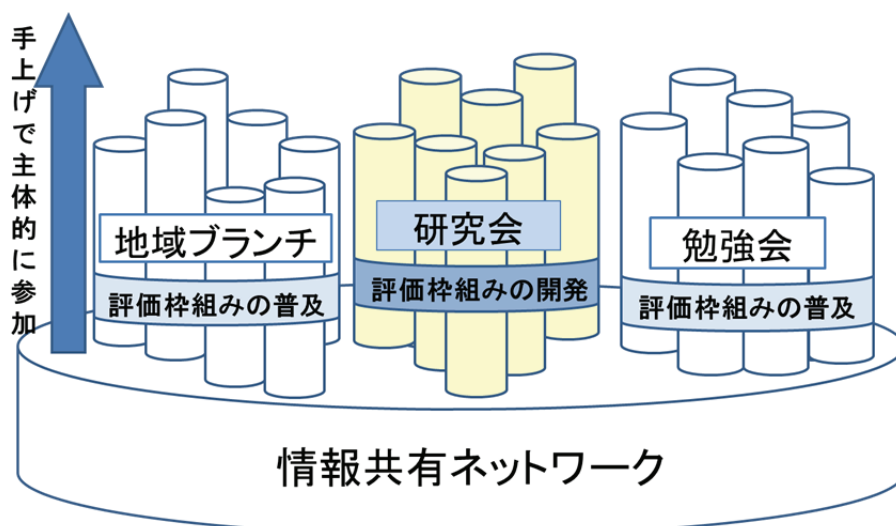 手上げで主体的に参加
地域ブランチ
評価枠組みの普及
研究会
評価枠組みの開発
勉強会
評価枠組みの普及
情報共有ネットワーク